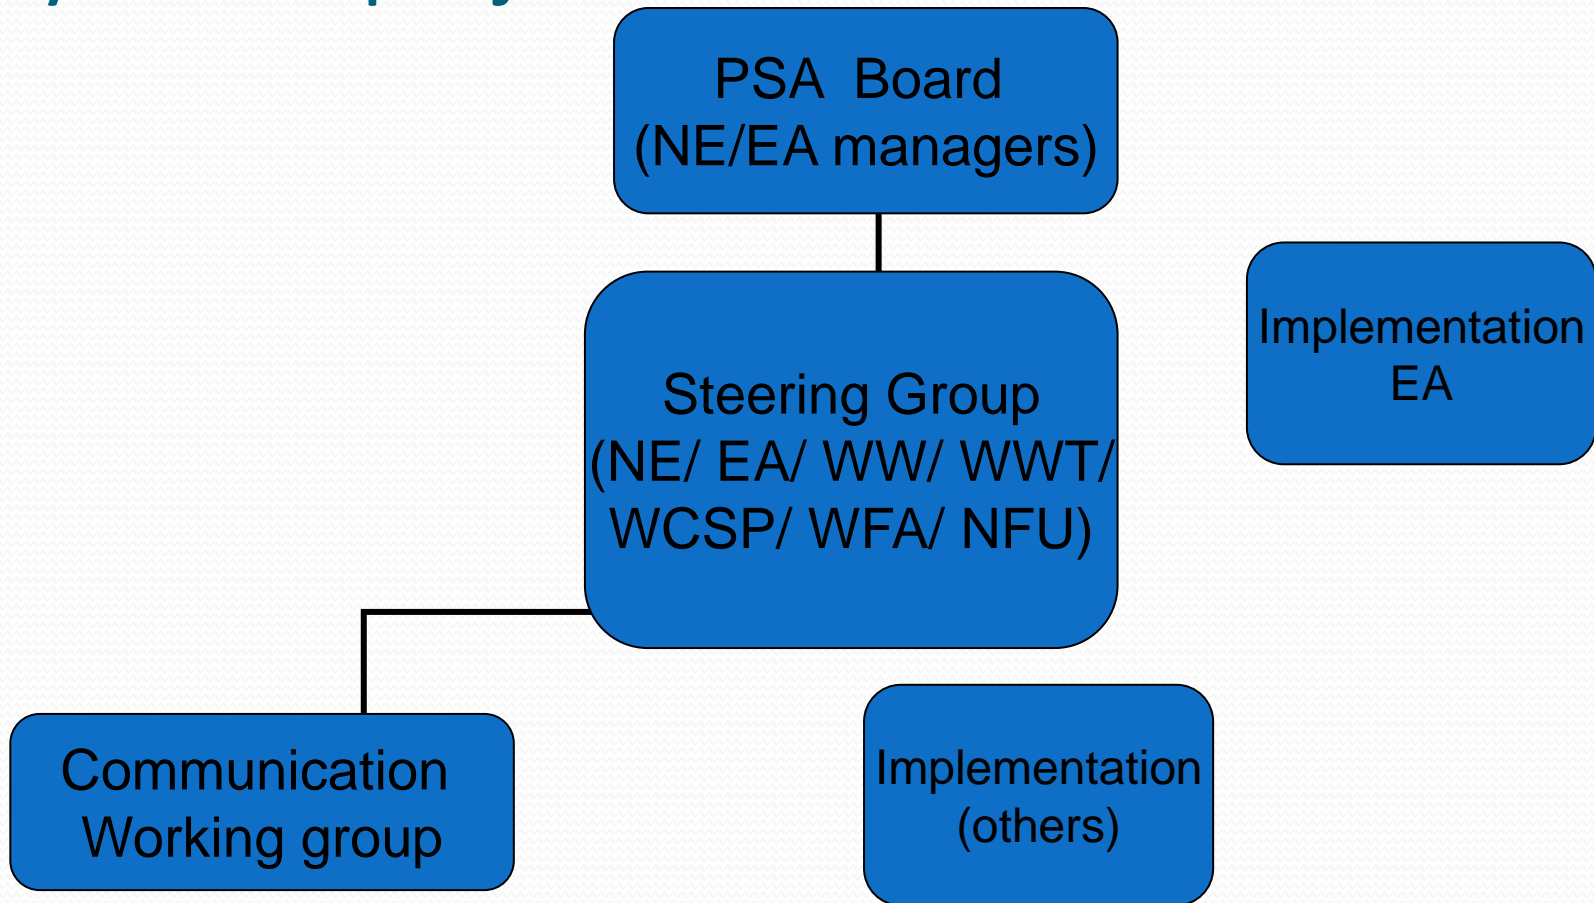 PSA Board
(NE/EA managers)
Implementation
EA
Steering Group
(NE/ EA/ WW/ WWT/
WCSP/ WFA/ NFU)
Communication
Working group
Implementation
(others)